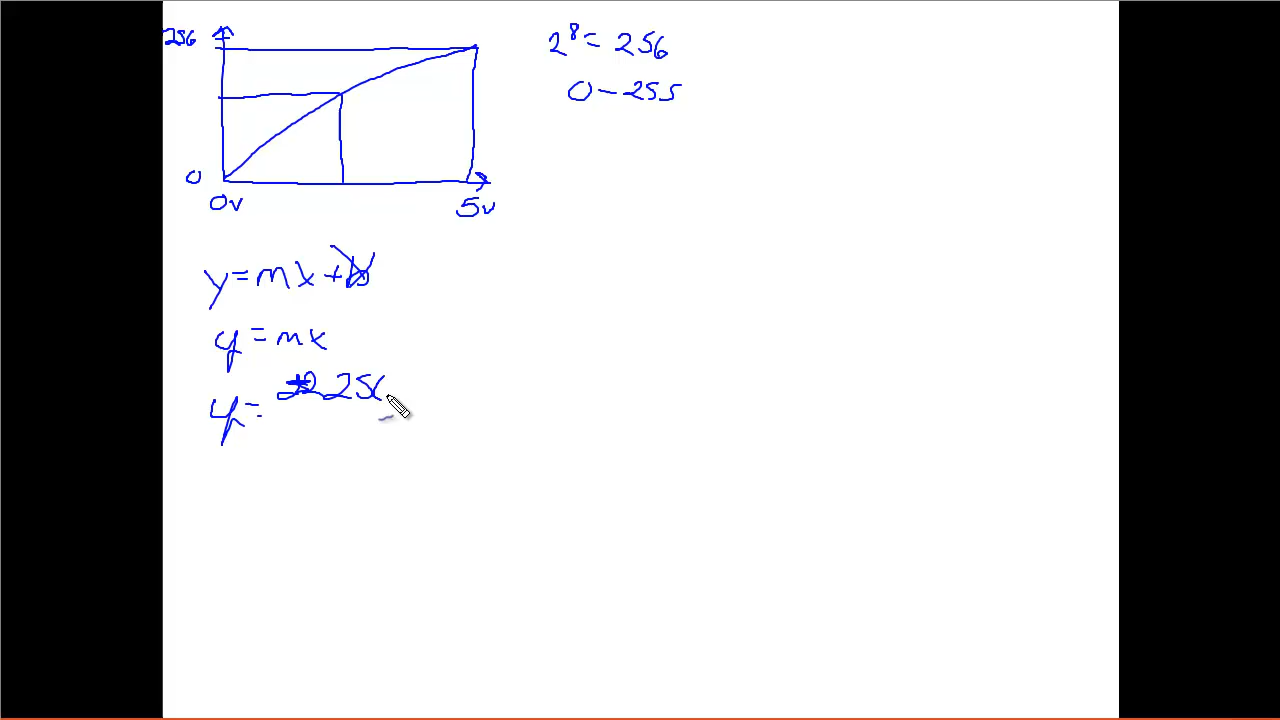 256
2⁸ = 256
0 - 255
0
0v
5v
y = mx + b
y = mx
y = 256